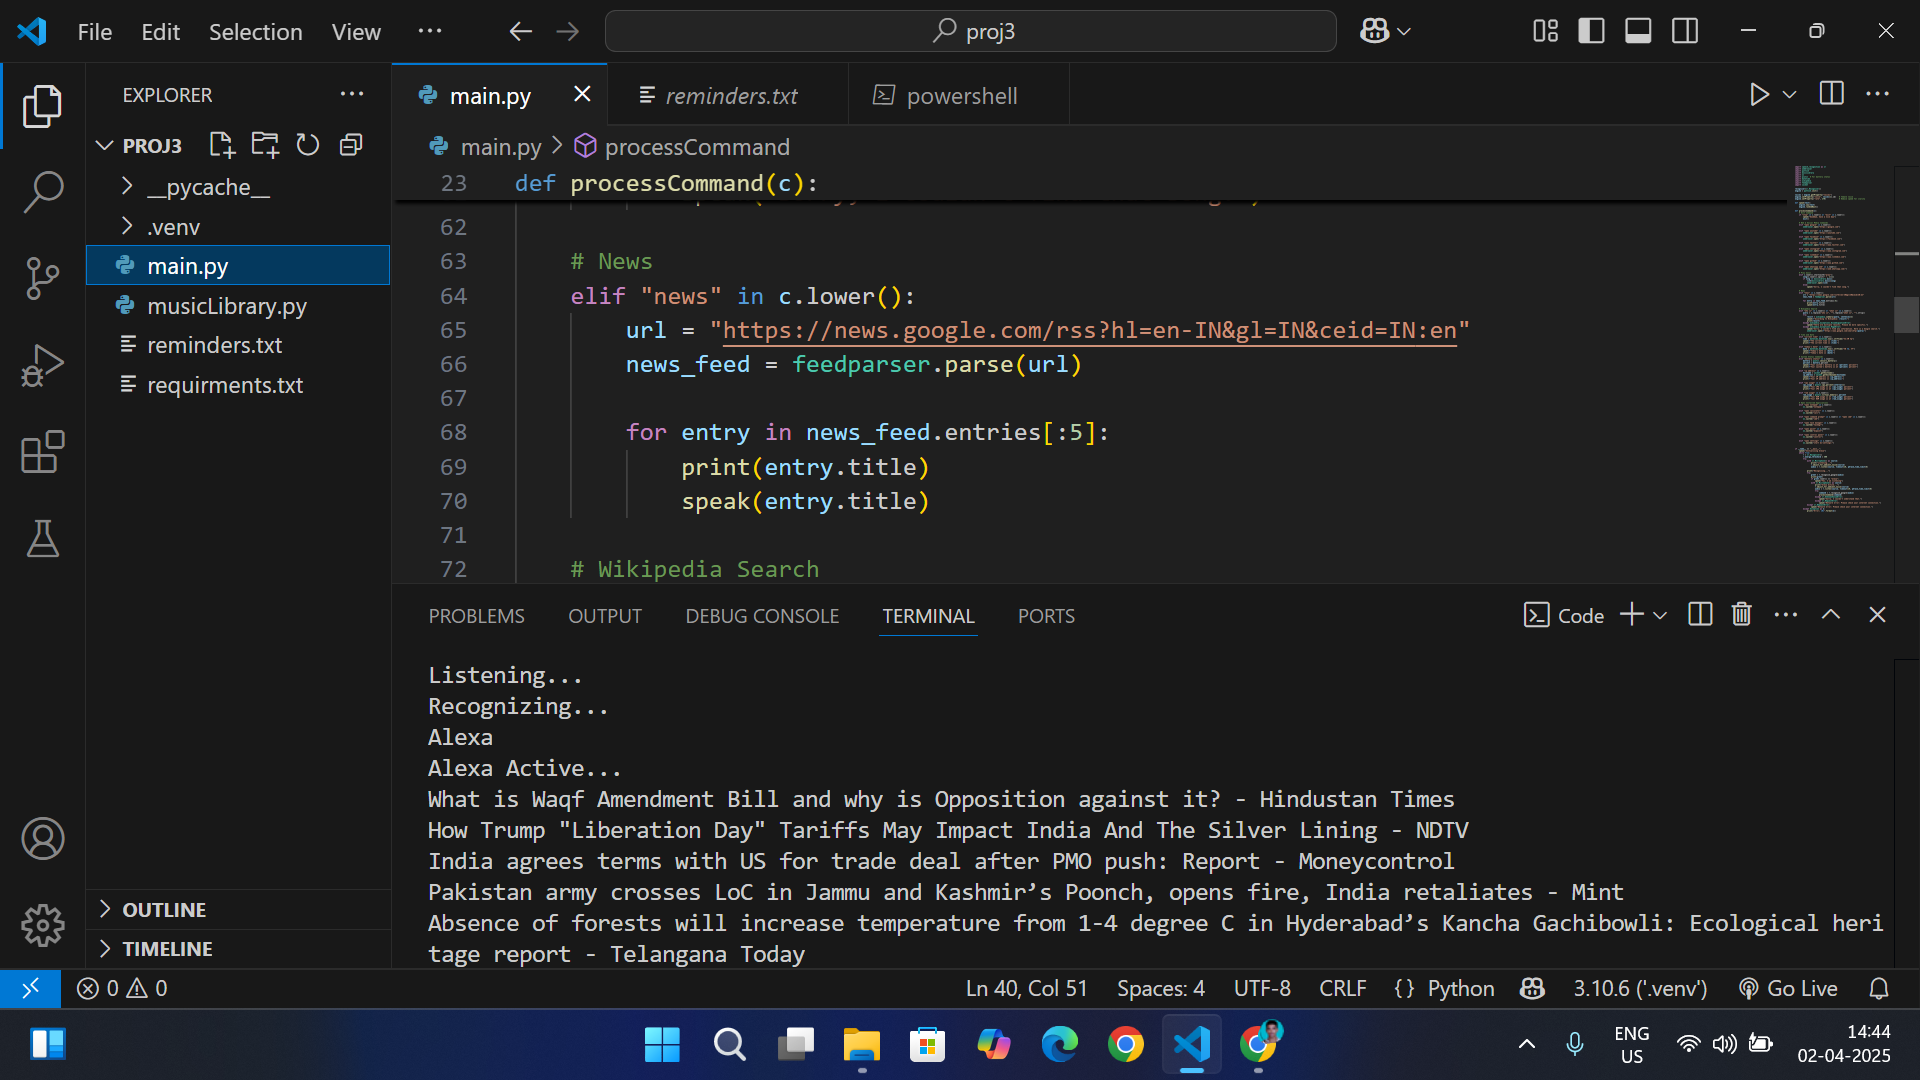 File Edit Selection View ··· proj3
EXPLORER ···
PROJ3
__pycache__
.venv
main.py
musicLibrary.py
reminders.txt
requirments.txt
OUTLINE
TIMELINE
main.py reminders.txt powershell
main.py > processCommand
23 def processCommand(c):
62
63 # News
64 elif "news" in c.lower():
65 url = "https://news.google.com/rss?hl=en-IN&gl=IN&ceid=IN:en"
66 news_feed = feedparser.parse(url)
67
68 for entry in news_feed.entries[:5]:
69 print(entry.title)
70 speak(entry.title)
71
72 # Wikipedia Search
PROBLEMS OUTPUT DEBUG CONSOLE TERMINAL PORTS Code
Listening...
Recognizing...
Alexa
Alexa Active...
What is Waqf Amendment Bill and why is Opposition against it? - Hindustan Times
How Trump "Liberation Day" Tariffs May Impact India And The Silver Lining - NDTV
India agrees terms with US for trade deal after PMO push: Report - Moneycontrol
Pakistan army crosses LoC in Jammu and Kashmir’s Poonch, opens fire, India retaliates - Mint
Absence of forests will increase temperature from 1-4 degree C in Hyderabad’s Kancha Gachibowli: Ecological heri
tage report - Telangana Today
0 0 Ln 40, Col 51 Spaces: 4 UTF-8 CRLF {} Python 3.10.6 ('.venv') Go Live
ENG
US
14:44
02-04-2025